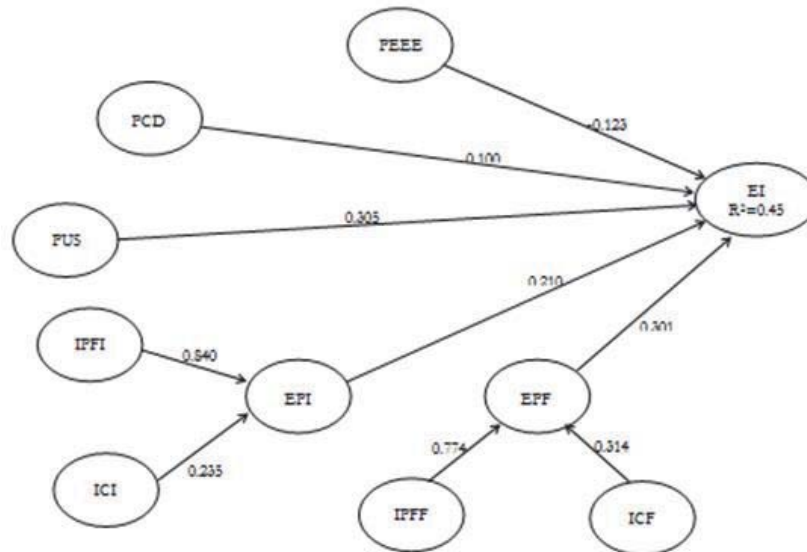 PEEE
-0.123
PCD
0.100
EI
R²=0.45
0.305
PUS
0.210
IPFI
0.840
0.301
EPI
EPF
0.774
0.314
0.235
ICI
IPFF
ICF